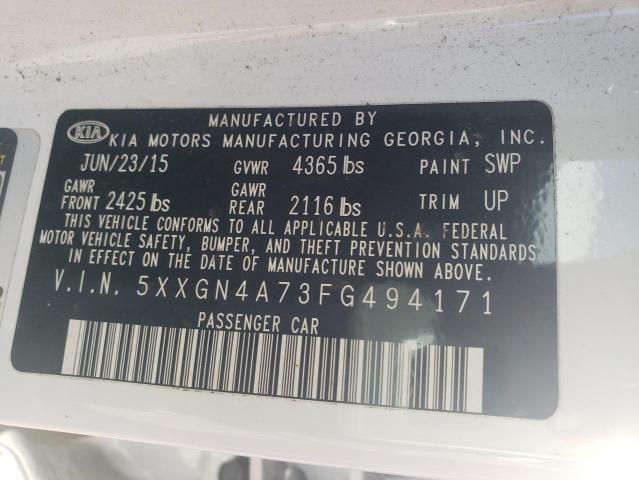 MANUFACTURED BY
KIA KIA MOTORS MANUFACTURING GEORGIA, INC.
JUN/23/15 GVWR 4365 lbs PAINT SWP
GAWR FRONT 2425 lbs GAWR REAR 2116 lbs TRIM UP
THIS VEHICLE CONFORMS TO ALL APPLICABLE U.S.A. FEDERAL
MOTOR VEHICLE SAFETY, BUMPER, AND THEFT PREVENTION STANDARDS
IN EFFECT ON THE DATE OF MANUFACTURE SHOWN ABOVE.
V.I.N. 5XXGN4A73FG494171
PASSENGER CAR